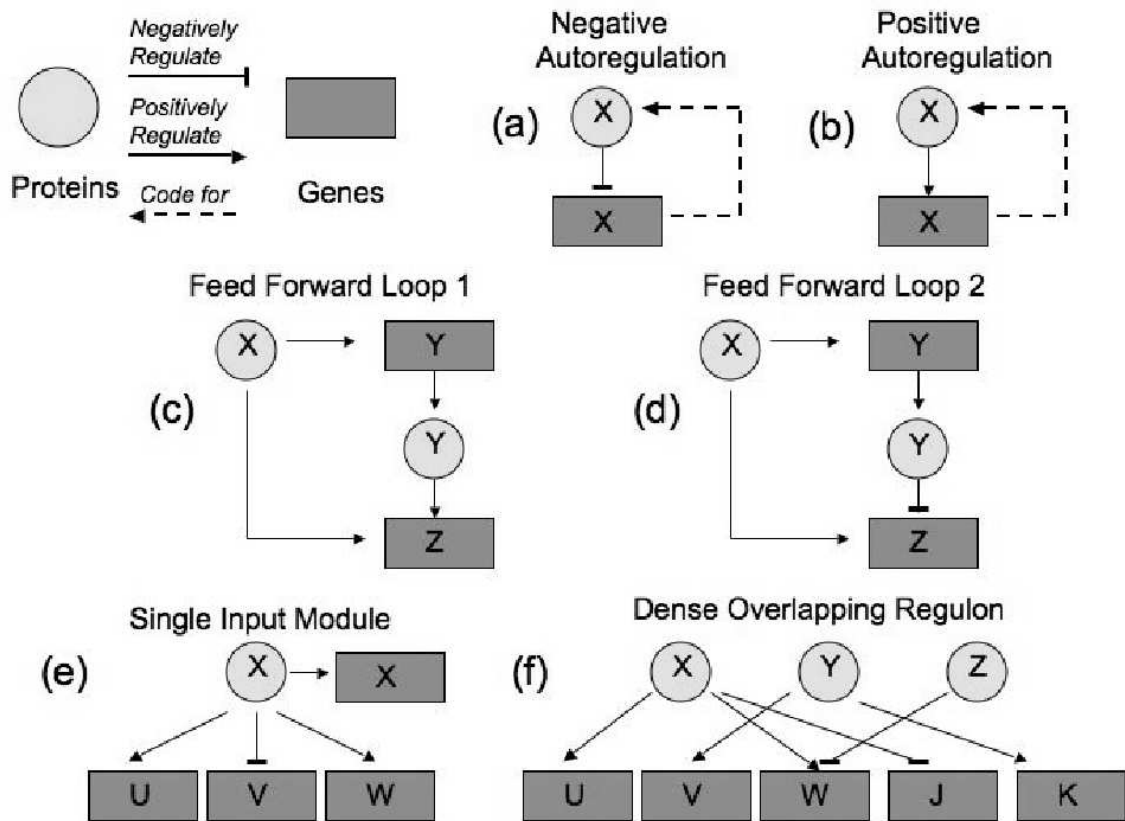 Negatively
Regulate
Positively
Regulate
Proteins
Code for
Genes
Negative
Autoregulation
(a)
X
X
Positive
Autoregulation
(b)
X
X
Feed Forward Loop 1
X
Y
(c)
Y
Z
Feed Forward Loop 2
X
Y
(d)
Y
Z
Single Input Module
(e)
X
X
U
V
W
Dense Overlapping Regulon
(f)
X
Y
Z
U
V
W
J
K